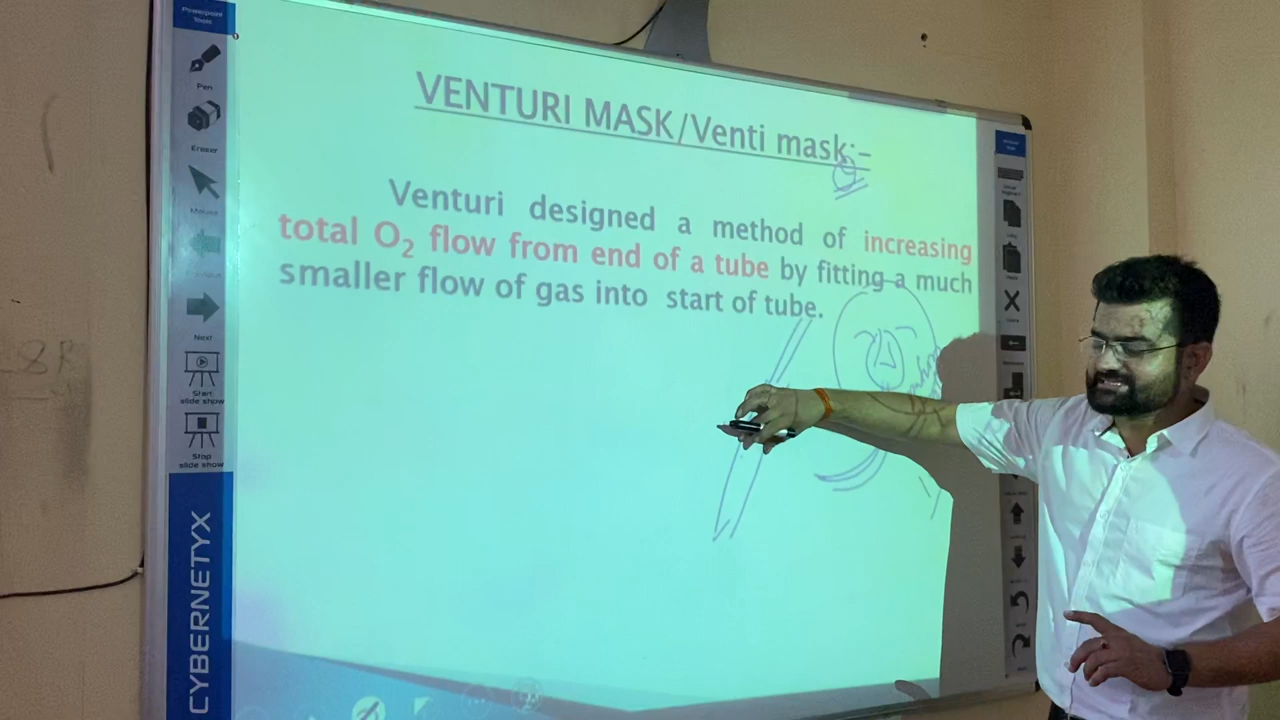 Powerpoint
Tools
Pen
Eraser
Mouse
Next
Start
slide show
Stop
slide show
CYBERNETYX
VENTURI MASK/Venti mask:-
Venturi designed a method of increasing
total O₂ flow from end of a tube by fitting a much
smaller flow of gas into start of tube.